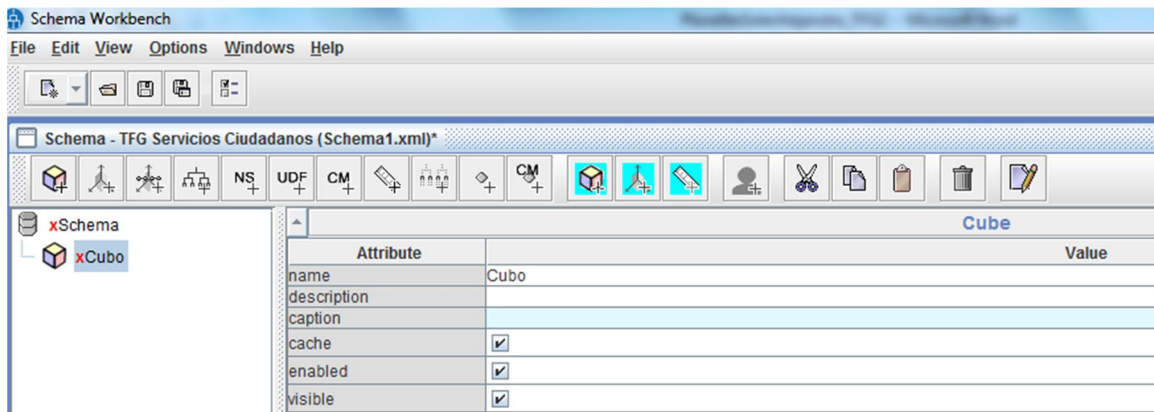 Schema Workbench
File Edit View Options Windows Help
Schema - TFG Servicios Ciudadanos (Schema1.xml)*
NS UDF CM CM
xSchema
xCubo
Cube
Attribute Value
name Cubo
description
caption
cache
enabled
visible